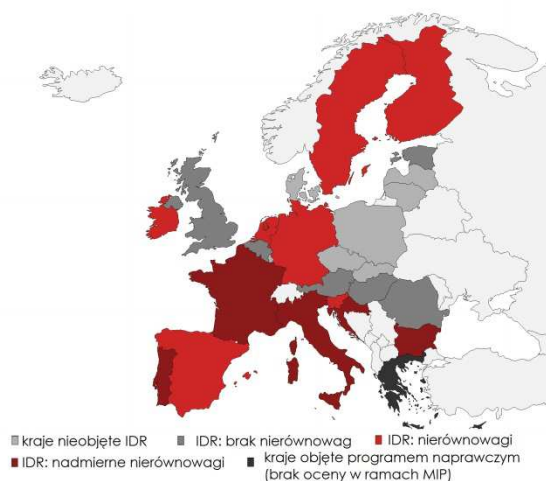 kraje nieobjęte IDR
IDR: brak nierównowag
IDR: nierównowagi
IDR: nadmierne nierównowagi
kraje objęte programem naprawczym
(brak oceny w ramach MIP)